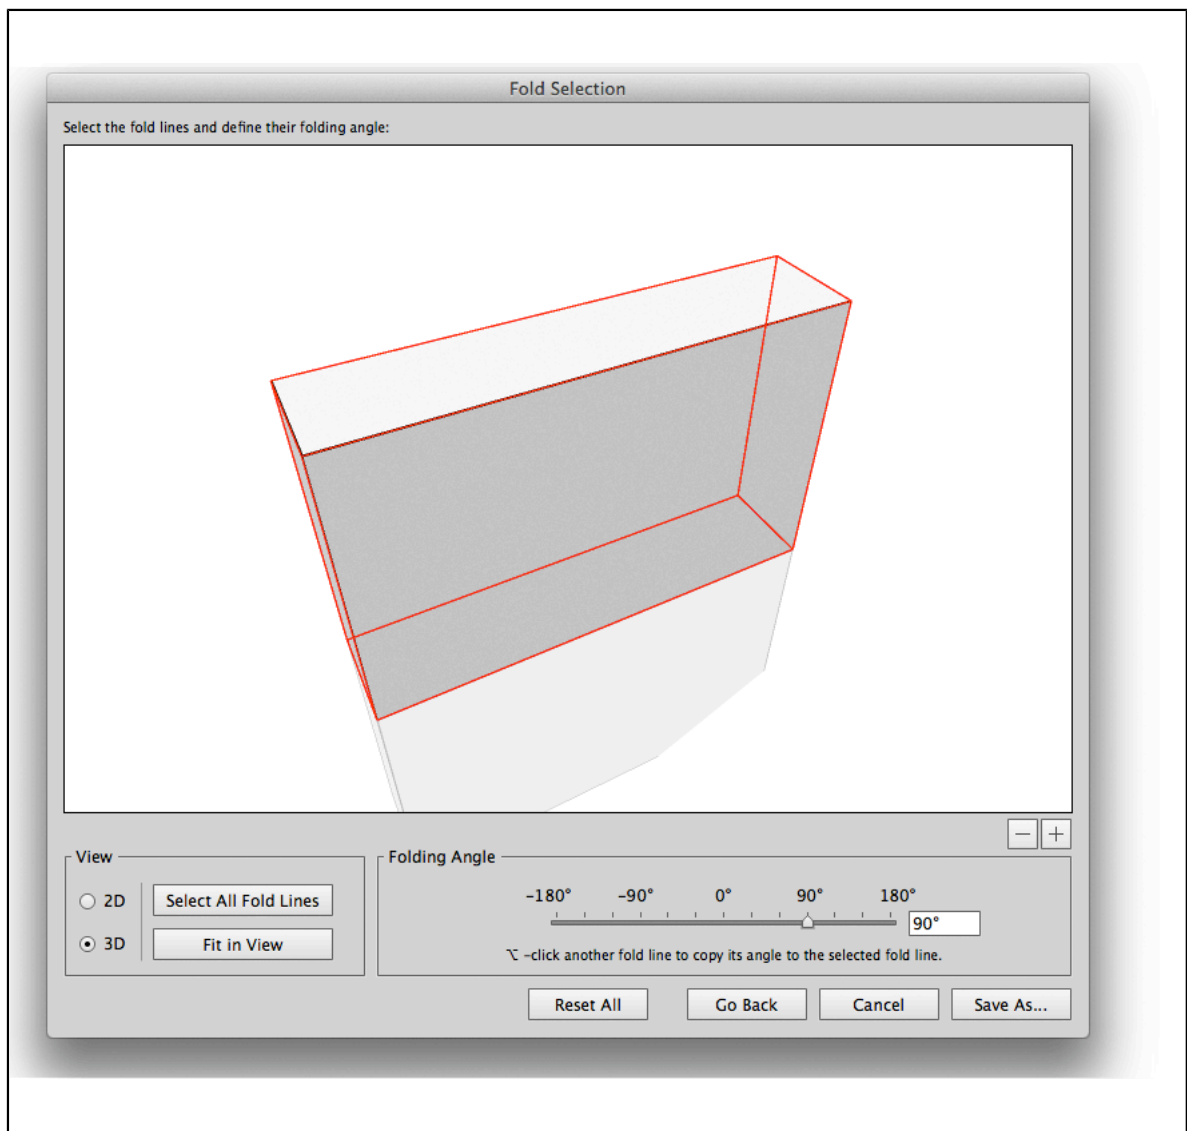 Fold Selection
Select the fold lines and define their folding angle:
− +
View
2D Select All Fold Lines
3D Fit in View
Folding Angle
-180° -90° 0° 90° 180°
90°
⌥ -click another fold line to copy its angle to the selected fold line.
Reset All Go Back Cancel Save As...